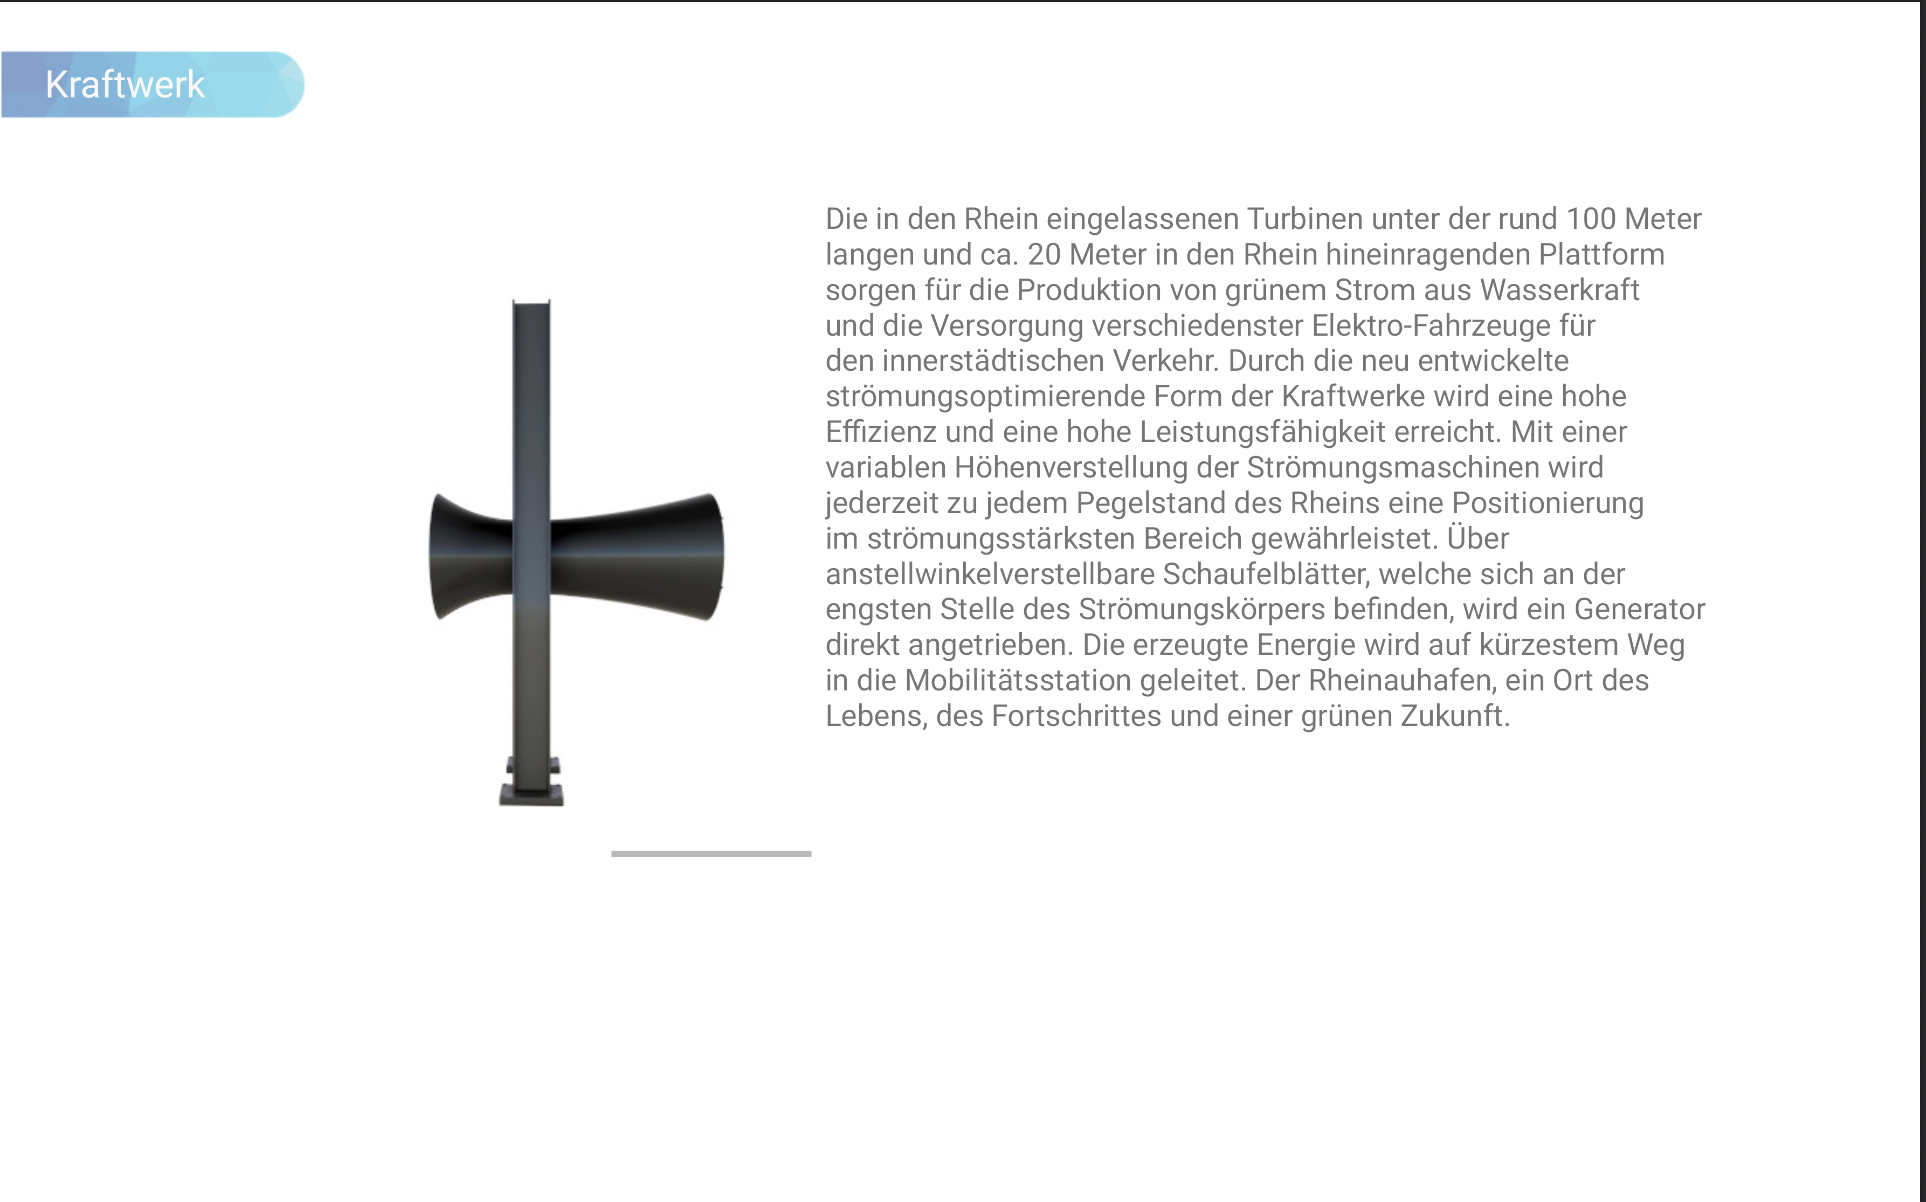 Kraftwerk
Die in den Rhein eingelassenen Turbinen unter der rund 100 Meter
langen und ca. 20 Meter in den Rhein hineinragenden Plattform
sorgen für die Produktion von grünem Strom aus Wasserkraft
und die Versorgung verschiedenster Elektro-Fahrzeuge für
den innerstädtischen Verkehr. Durch die neu entwickelte
strömungsoptimierende Form der Kraftwerke wird eine hohe
Effizienz und eine hohe Leistungsfähigkeit erreicht. Mit einer
variablen Höhenverstellung der Strömungsmaschinen wird
jederzeit zu jedem Pegelstand des Rheins eine Positionierung
im strömungsstärksten Bereich gewährleistet. Über
anstellwinkelverstellbare Schaufelblätter, welche sich an der
engsten Stelle des Strömungskörpers befinden, wird ein Generator
direkt angetrieben. Die erzeugte Energie wird auf kürzestem Weg
in die Mobilitätsstation geleitet. Der Rheinauhafen, ein Ort des
Lebens, des Fortschrittes und einer grünen Zukunft.